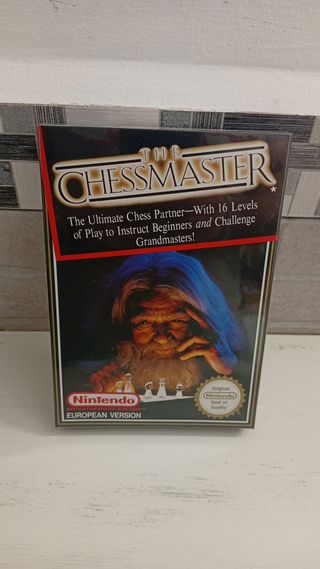 THE
CHESSMASTER
The Ultimate Chess Partner—With 16 Levels
of Play to Instruct Beginners and Challenge
Grandmasters!
Nintendo
ENTERTAINMENT SYSTEM
EUROPEAN VERSION
Original
Nintendo
Seal of
Quality